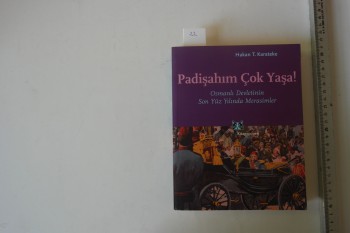 Hakan T. Karateke
Padişahım Çok Yaşa!
Osmanlı Devletinin
Son Yüz Yılında Merasimler